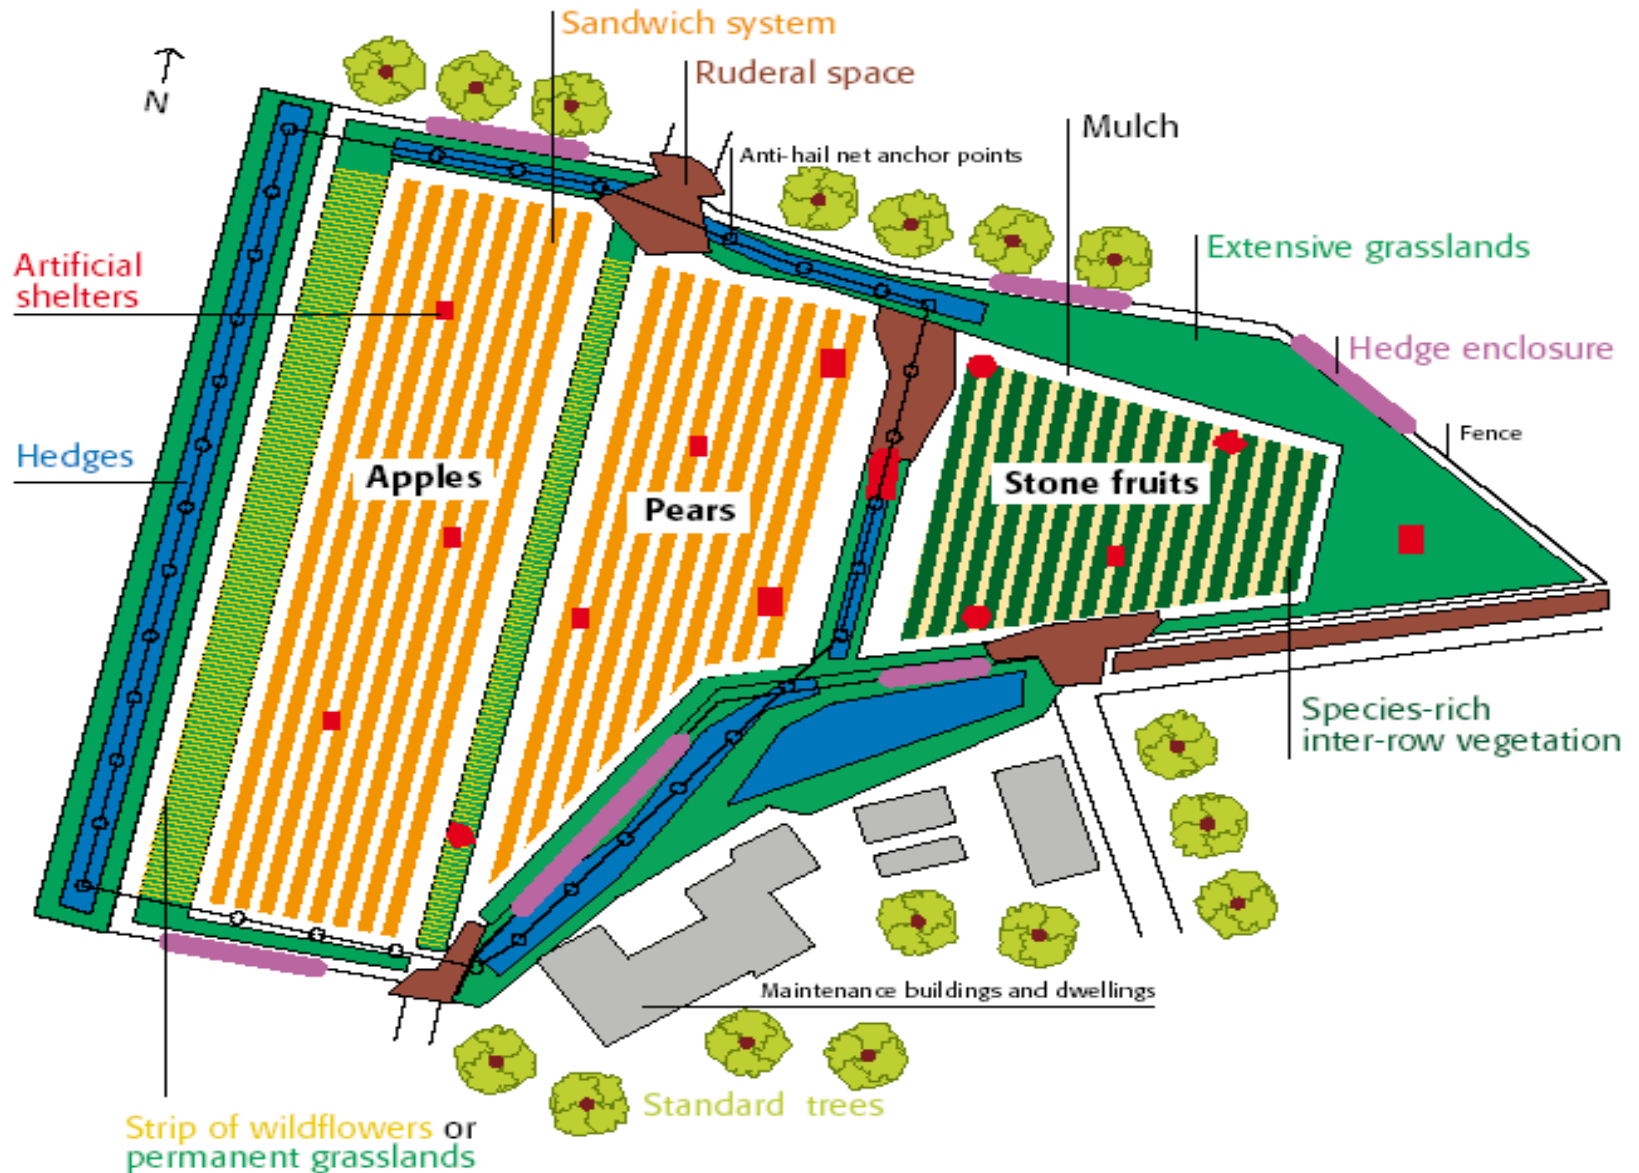 Sandwich system
Ruderal space
N
Mulch
Anti-hail net anchor points
Extensive grasslands
Artificial
shelters
Hedge enclosure
Fence
Hedges
Apples
Stone fruits
Pears
Species-rich
inter-row vegetation
Maintenance buildings and dwellings
Standard trees
Strip of wildflowers or
permanent grasslands